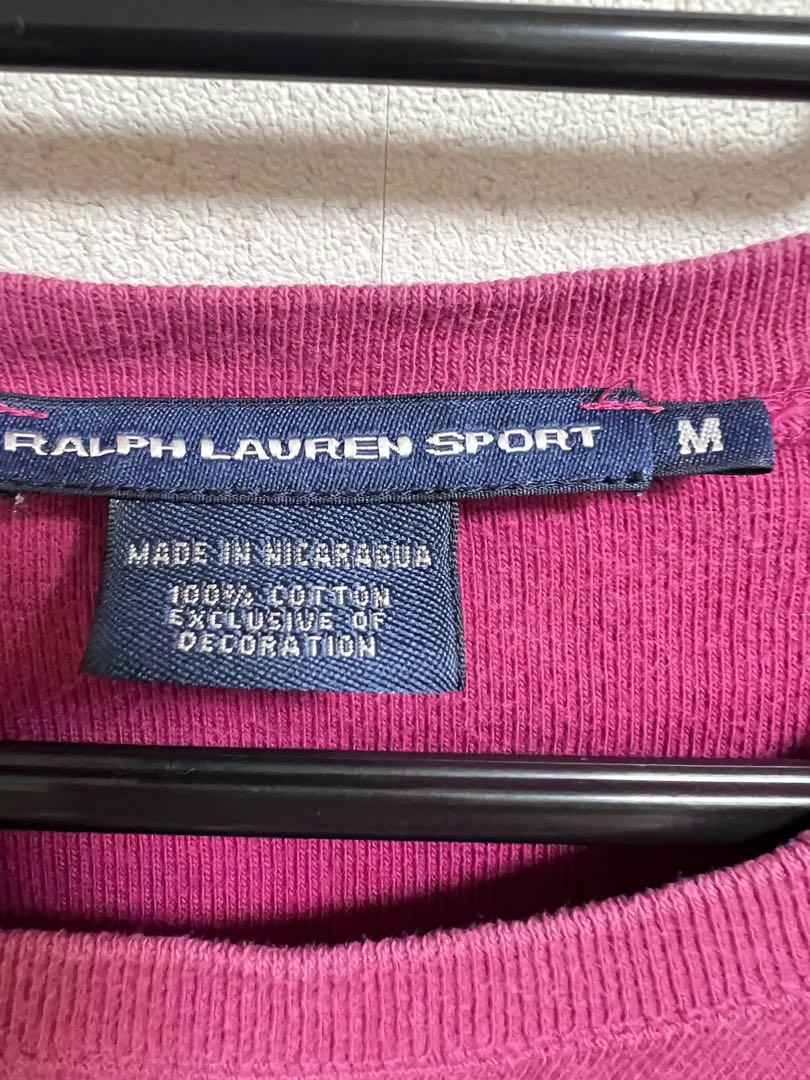 RALPH LAUREN SPORT M
MADE IN NICARAGUA
100% COTTON
EXCLUSIVE OF
DECORATION